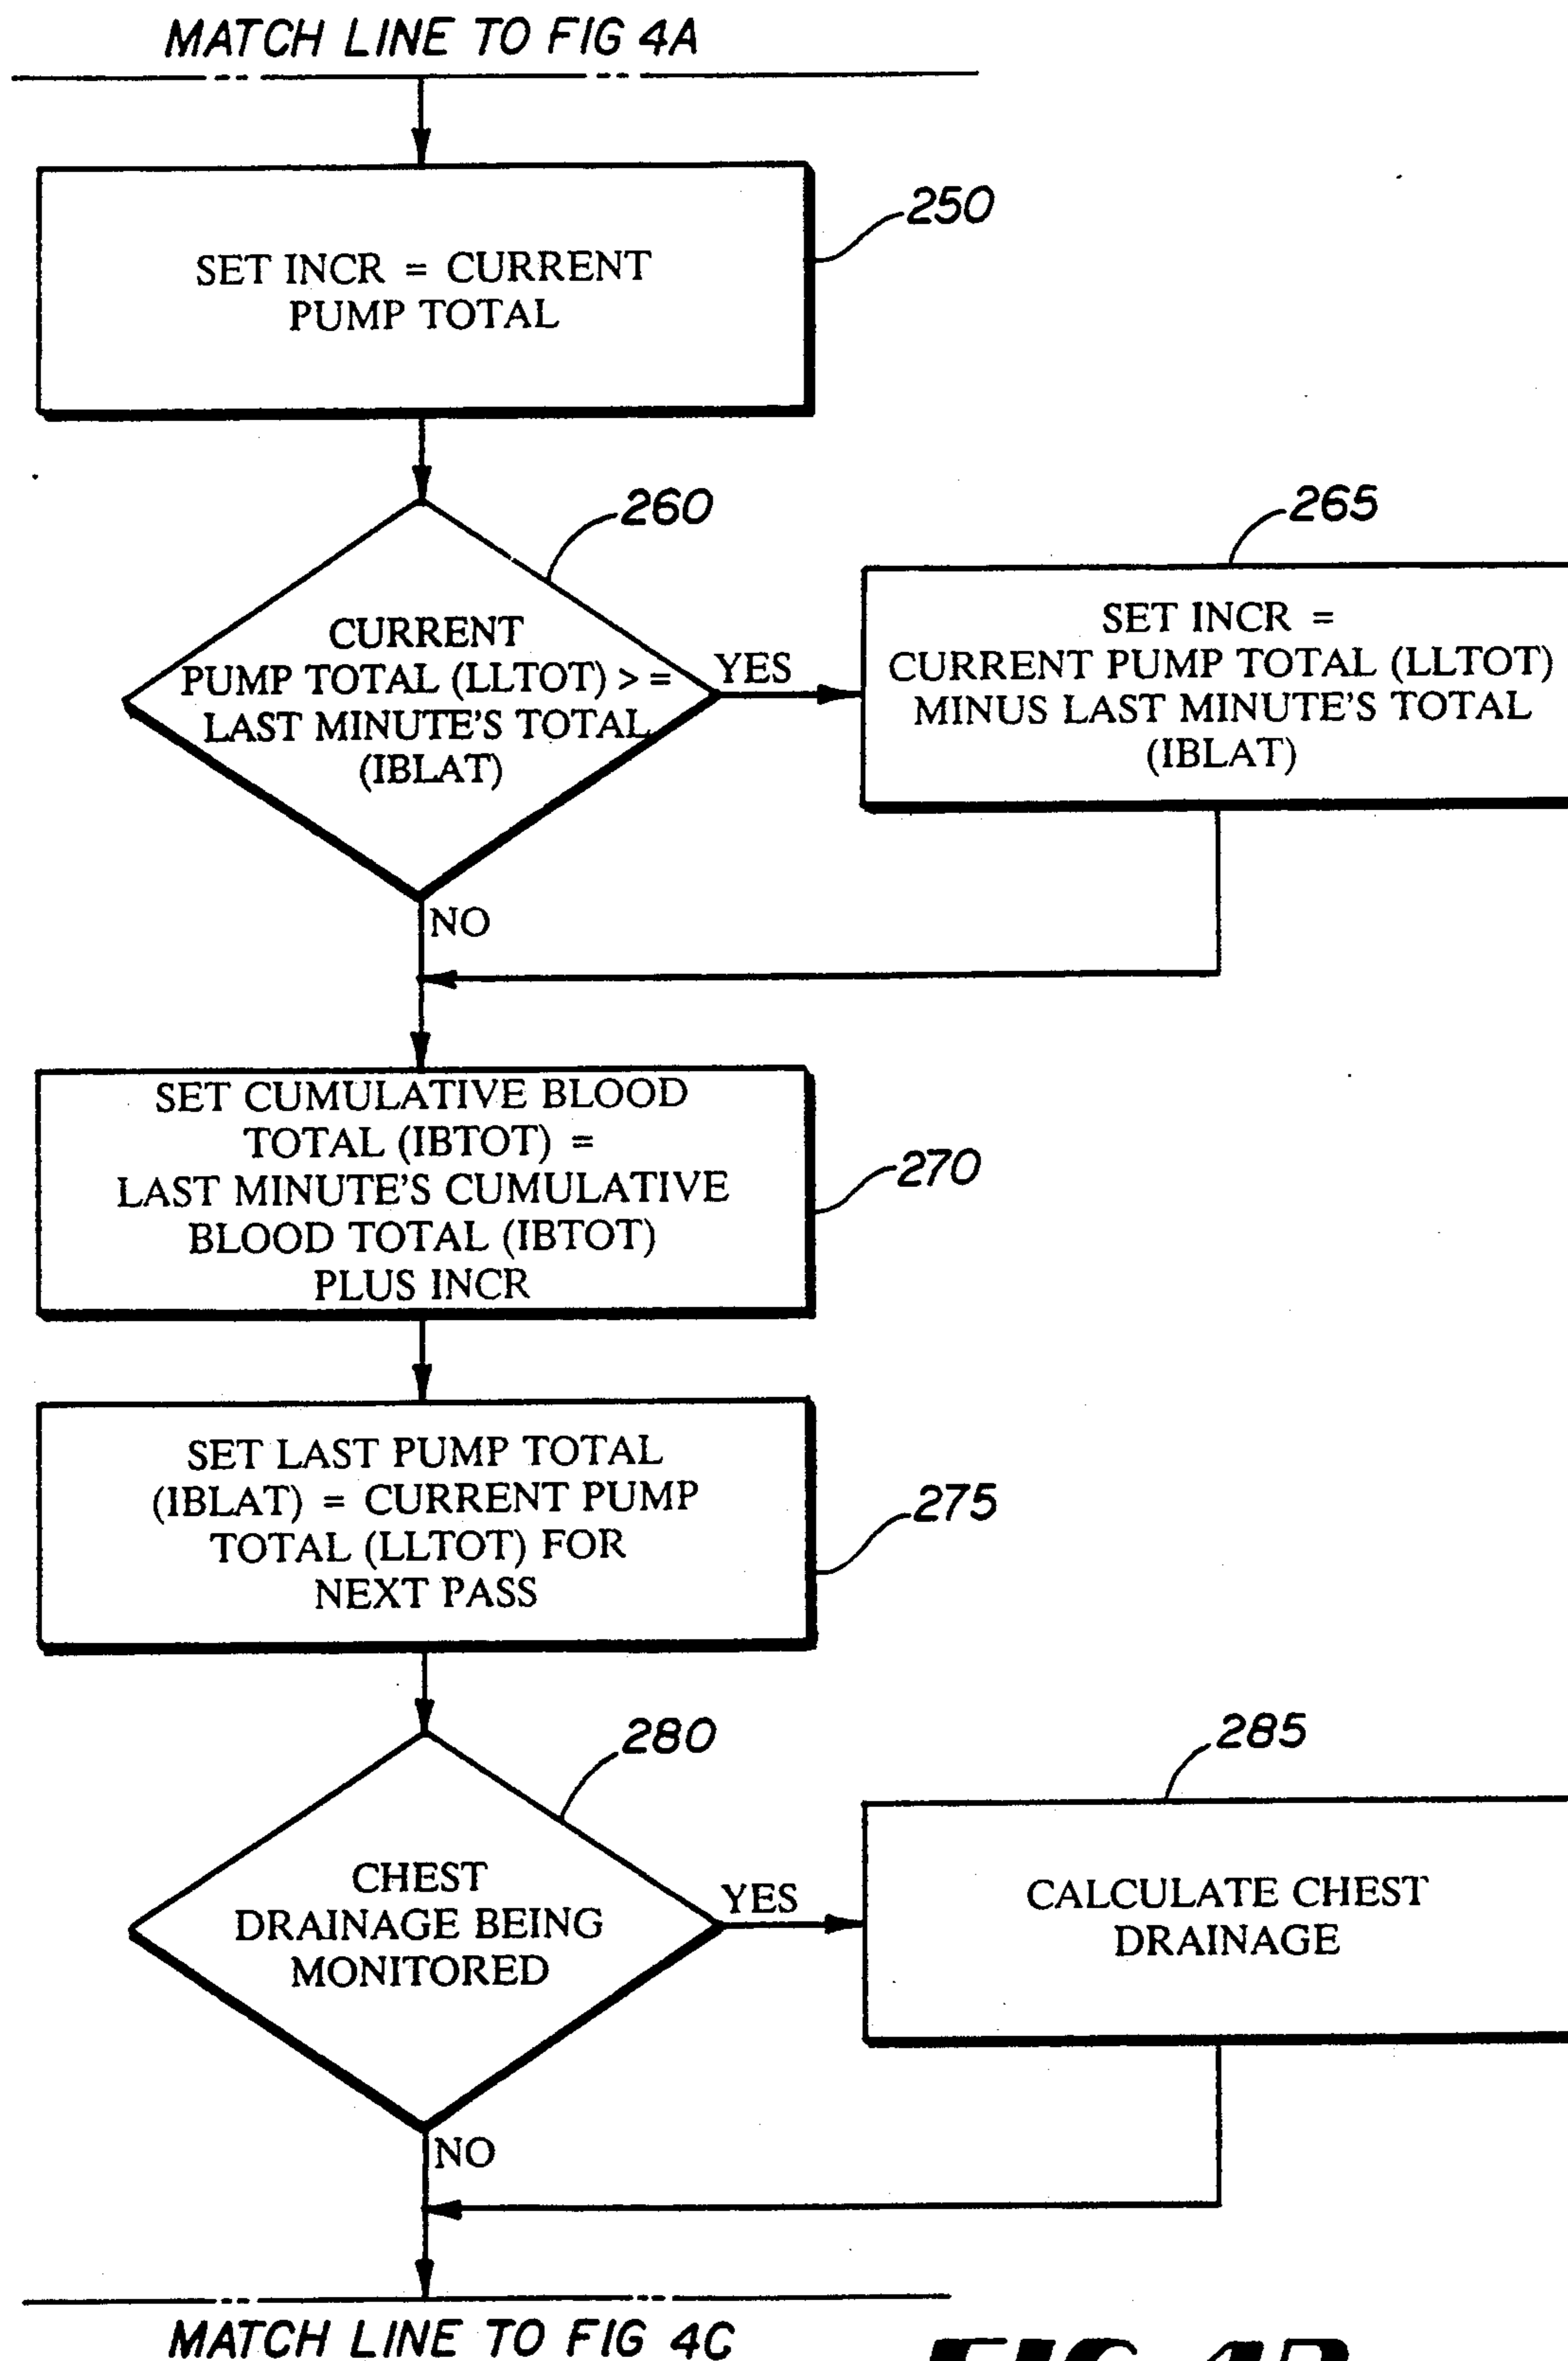 MATCH LINE TO FIG 4A
250
SET INCR = CURRENT
PUMP TOTAL
260
CURRENT
PUMP TOTAL (LLTOT) > =
LAST MINUTE'S TOTAL
(IBLAT)
YES
NO
265
SET INCR =
CURRENT PUMP TOTAL (LLTOT)
MINUS LAST MINUTE'S TOTAL
(IBLAT)
SET CUMULATIVE BLOOD
TOTAL (IBTOT) =
LAST MINUTE'S CUMULATIVE
BLOOD TOTAL (IBTOT)
PLUS INCR
270
SET LAST PUMP TOTAL
(IBLAT) = CURRENT PUMP
TOTAL (LLTOT) FOR
NEXT PASS
275
280
CHEST
DRAINAGE BEING
MONITORED
YES
NO
285
CALCULATE CHEST
DRAINAGE
MATCH LINE TO FIG 4C